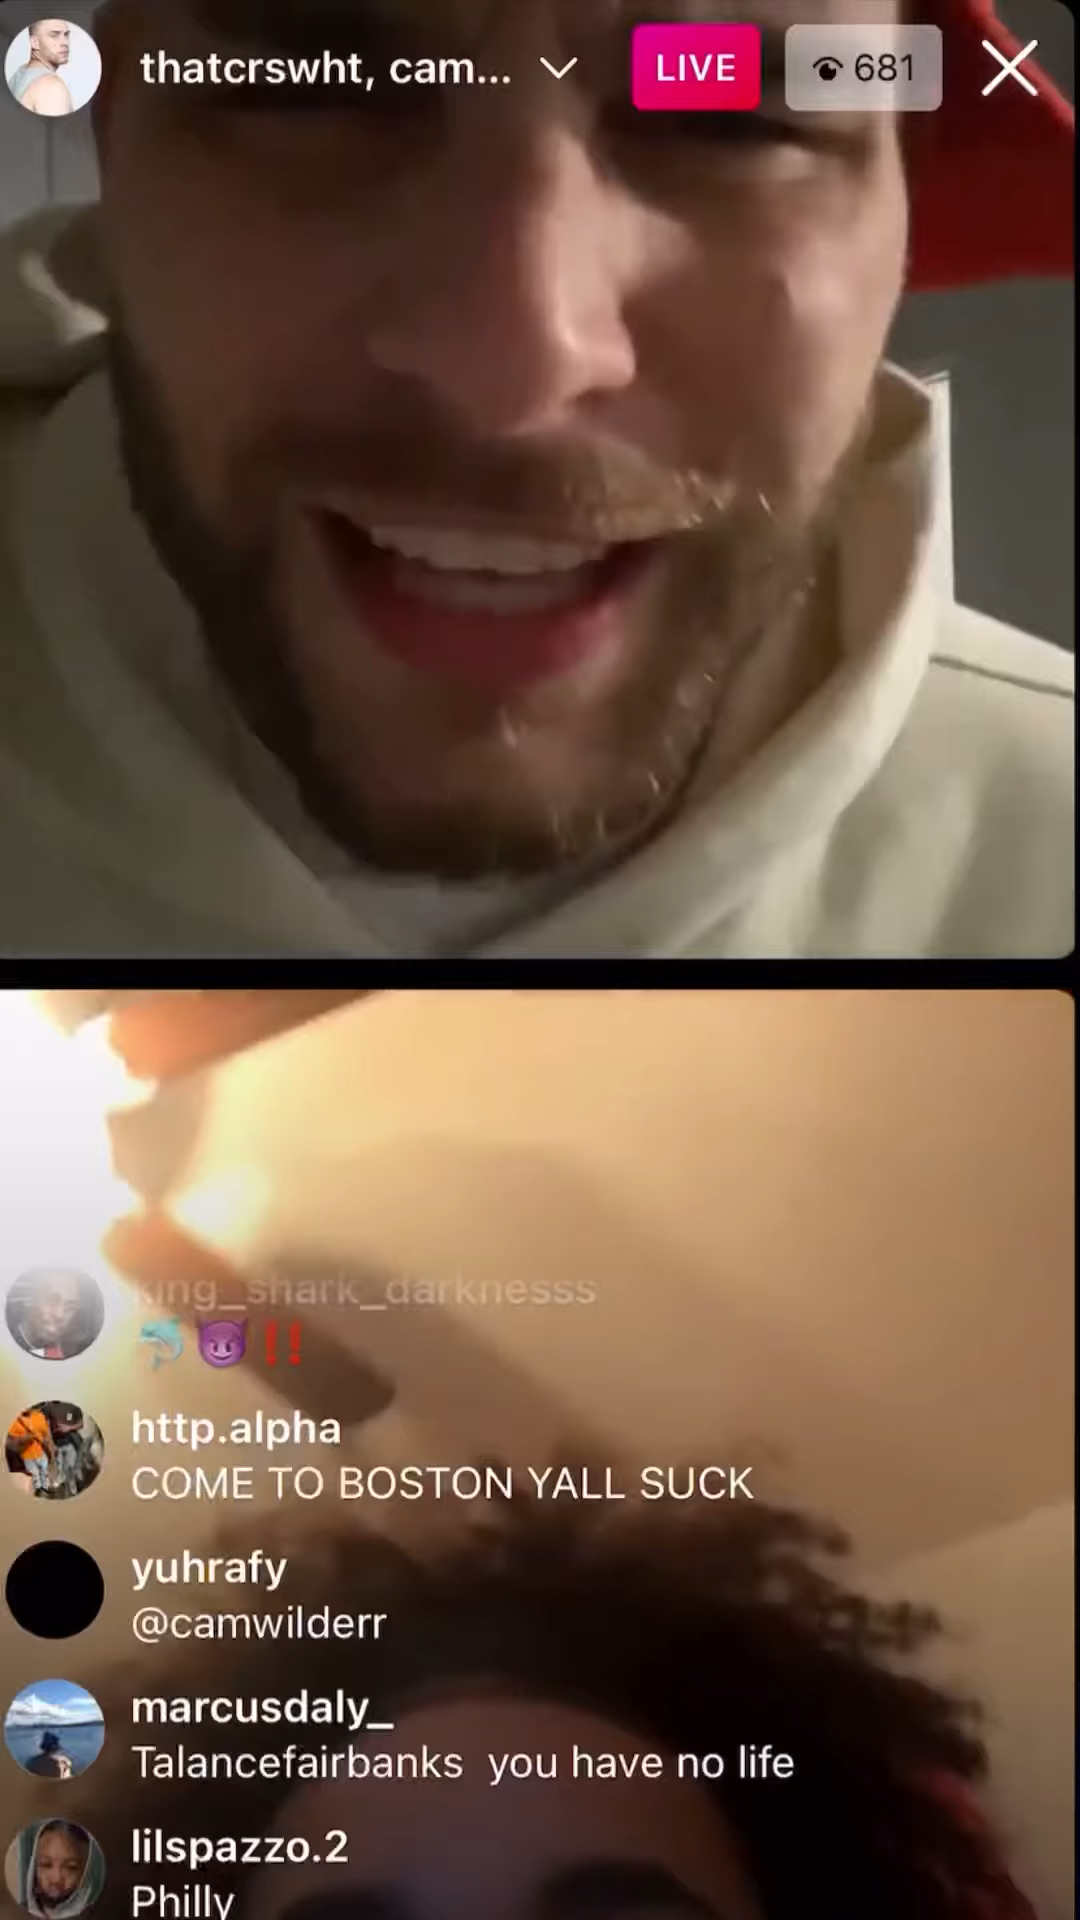 thatcrswht, cam...
LIVE
681
king_shark_darknesss
🐬😈‼️
http.alpha
COME TO BOSTON YALL SUCK
yuhrafy
@camwilderr
marcusdaly_
Talancefairbanks you have no life
lilspazzo.2
Philly